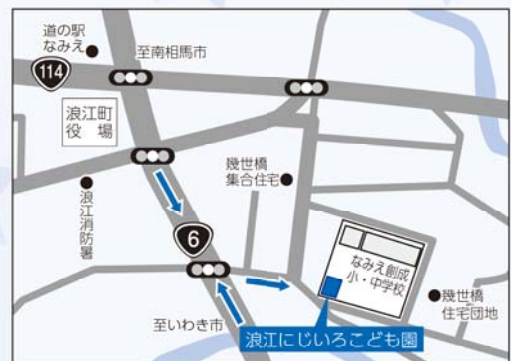 道の駅
なみえ
至南相馬市
114
浪江町
役 場
幾世橋
集合住宅
浪江消防署
6
なみえ創成
小・中学校
幾世橋
住宅団地
至いわき市
浪江にじいろこども園